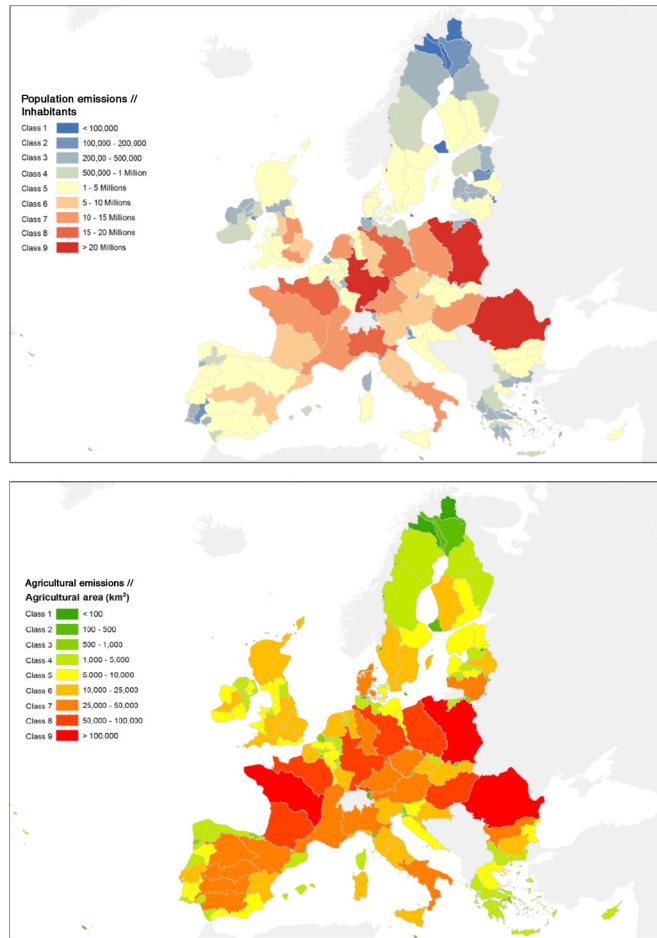 Population emissions //
Inhabitants
Class 1 < 100,000
Class 2 100,000 - 200,000
Class 3 200,00 - 500,000
Class 4 500,000 - 1 Million
Class 5 1 - 5 Millions
Class 6 5 - 10 Millions
Class 7 10 - 15 Millions
Class 8 15 - 20 Millions
Class 9 > 20 Millions
Agricultural emissions //
Agricultural area (km²)
Class 1 < 100
Class 2 100 - 500
Class 3 500 - 1,000
Class 4 1,000 - 5,000
Class 5 5,000 - 10,000
Class 6 10,000 - 25,000
Class 7 25,000 - 50,000
Class 8 50,000 - 100,000
Class 9 > 100.000